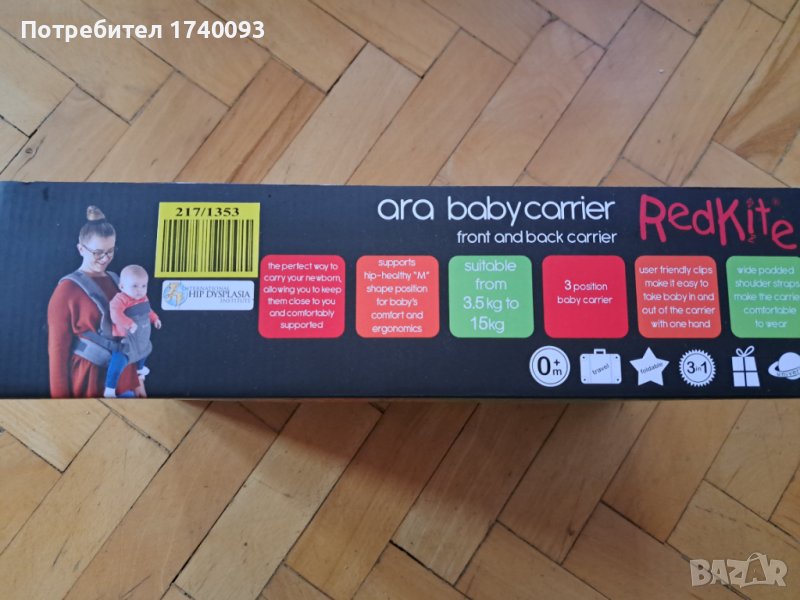 Потребител 1740093
217/1353
INTERNATIONAL
HIP DYSPLASIA
INSTITUTE
ara baby carrier
front and back carrier
RedKite
the perfect way to
carry your newborn,
allowing you to keep
them close to you
and comfortably
supported
supports
hip-healthy "M"
shape position
for baby's
comfort and
ergonomics
suitable
from
3.5kg to
15kg
3 position
baby carrier
user friendly clips
make it easy to
take baby in and
out of the carrier
with one hand
wide padded
shoulder straps
make the carrier
comfortable
to wear
0+
m
travel
foldable
3in1
BAZAR